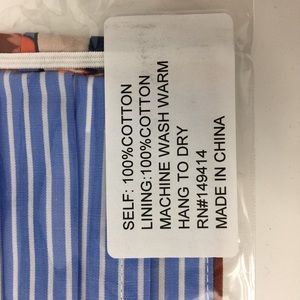 SELF: 100%COTTON
LINING:100%COTTON
MACHINE WASH WARM
HANG TO DRY
RN#149414
MADE IN CHINA